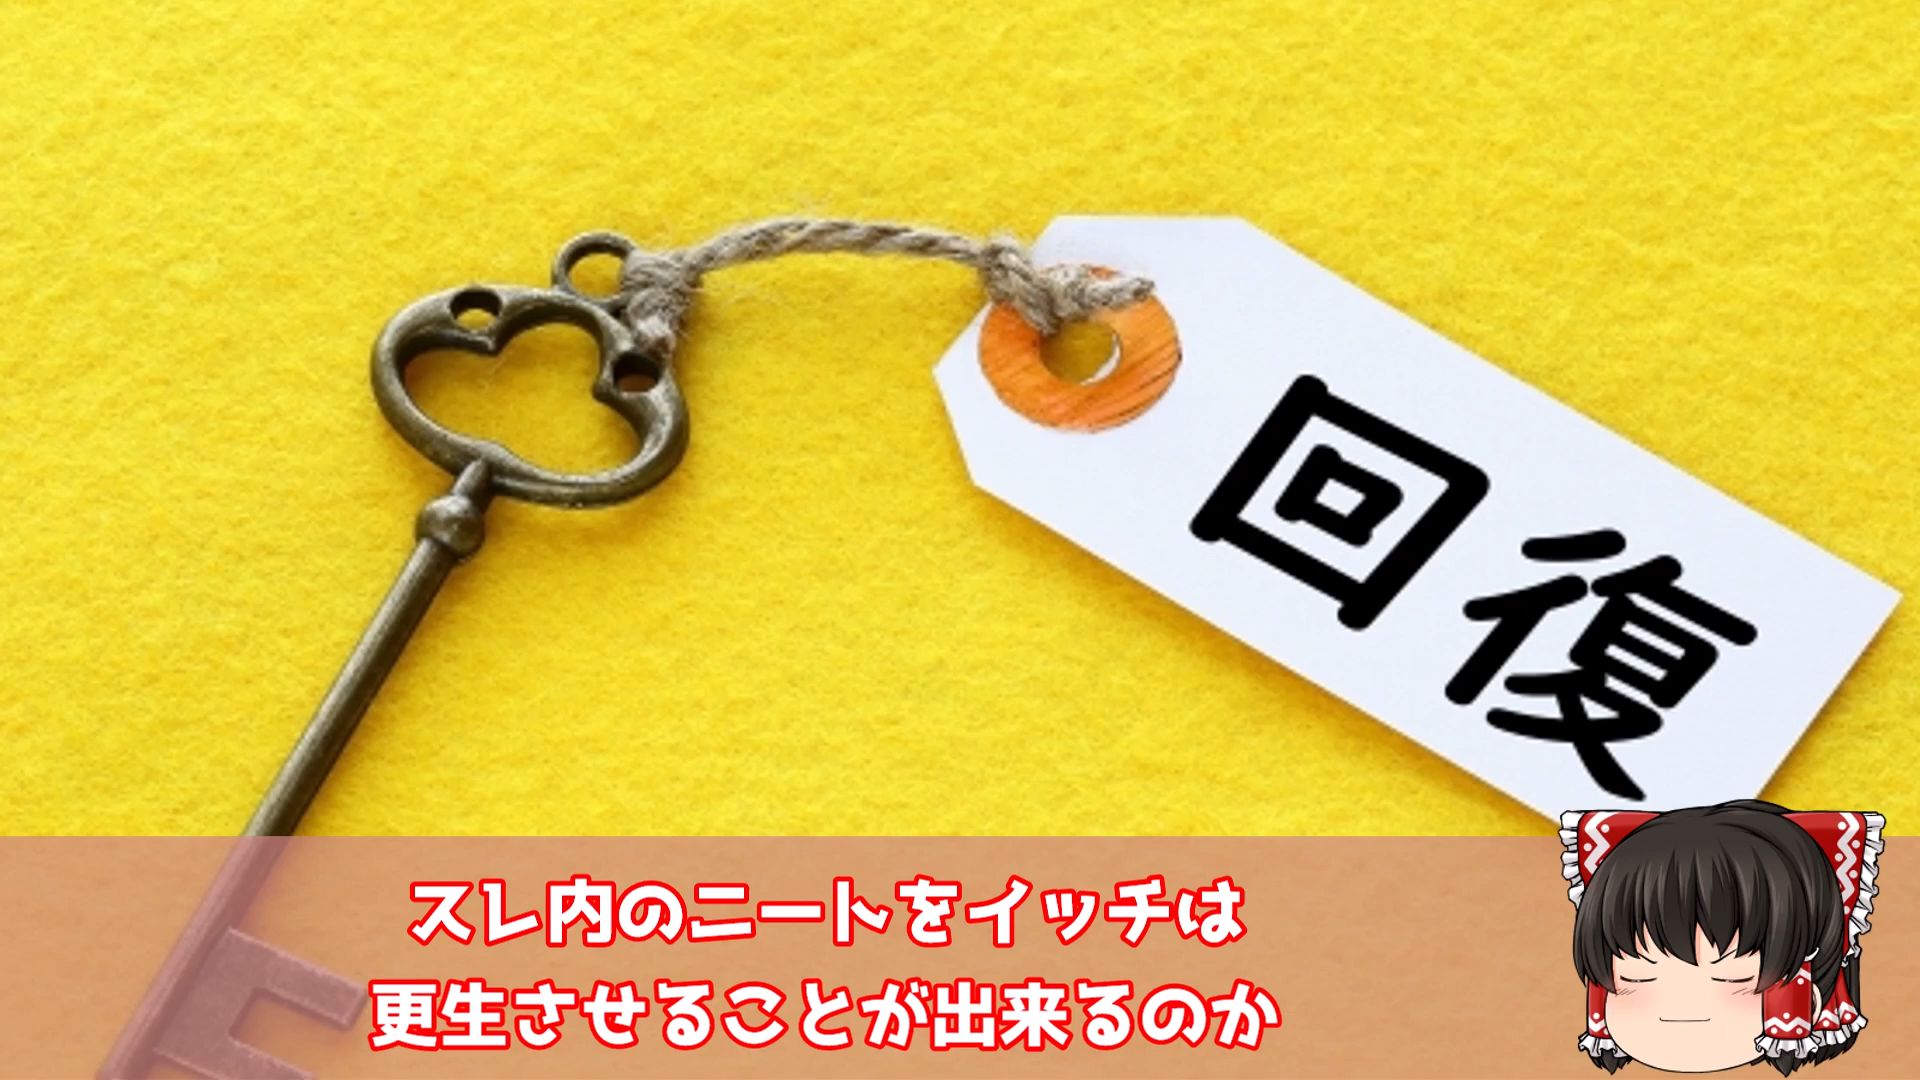 回復
スレ内のニートをイッチは
更生させることが出来るのか